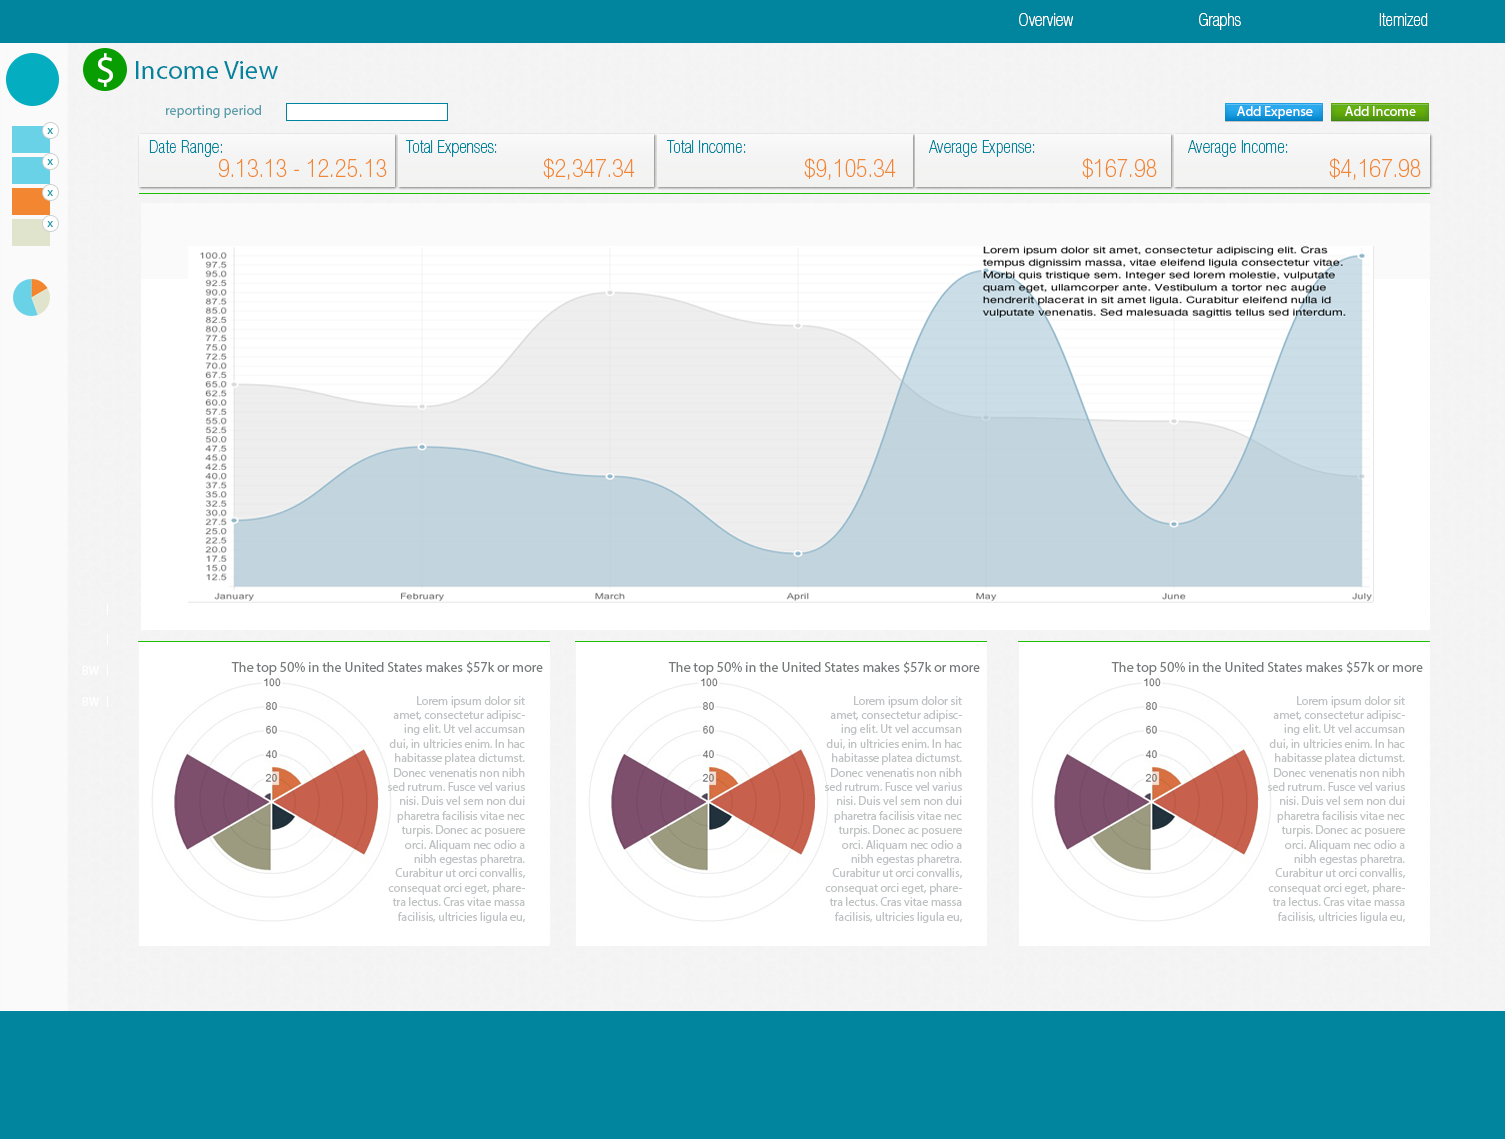 Overview Graphs Itemized
$ Income View
reporting period
Add Expense Add Income
x
x
x
x
Date Range:
9.13.13 - 12.25.13
Total Expenses:
$2,347.34
Total Income:
$9,105.34
Average Expense:
$167.98
Average Income:
$4,167.98
Lorem ipsum dolor sit amet, consectetur adipiscing elit. Cras
tempus dignissim massa, vitae eleifend ligula consectetur vitae.
Morbi quis tristique sem. Integer sed lorem molestie, vulputate
quam eget, ullamcorper ante. Vestibulum a tortor nec augue
hendrerit placerat in sit amet ligula. Curabitur eleifend nulla id
vulputate venenatis. Sed malesuada sagittis tellus sed interdum.
100.0
97.5
95.0
92.5
90.0
87.5
85.0
82.5
80.0
77.5
75.0
72.5
70.0
67.5
65.0
62.5
60.0
57.5
55.0
52.5
50.0
47.5
45.0
42.5
40.0
37.5
35.0
32.5
30.0
27.5
25.0
22.5
20.0
17.5
15.0
12.5
January February March April May June July
BW |
BW |
The top 50% in the United States makes $57k or more
100
80
60
40
20
Lorem ipsum dolor sit
amet, consectetur adipisc-
ing elit. Ut vel accumsan
dui, in ultricies enim. In hac
habitasse platea dictumst.
Donec venenatis non nibh
sed rutrum. Fusce vel varius
nisi. Duis vel sem non dui
pharetra facilisis vitae nec
turpis. Donec ac posuere
orci. Aliquam nec odio a
nibh egestas pharetra.
Curabitur ut orci convallis,
consequat orci eget, phare-
tra lectus. Cras vitae massa
facilisis, ultricies ligula eu,
The top 50% in the United States makes $57k or more
100
80
60
40
20
Lorem ipsum dolor sit
amet, consectetur adipisc-
ing elit. Ut vel accumsan
dui, in ultricies enim. In hac
habitasse platea dictumst.
Donec venenatis non nibh
sed rutrum. Fusce vel varius
nisi. Duis vel sem non dui
pharetra facilisis vitae nec
turpis. Donec ac posuere
orci. Aliquam nec odio a
nibh egestas pharetra.
Curabitur ut orci convallis,
consequat orci eget, phare-
tra lectus. Cras vitae massa
facilisis, ultricies ligula eu,
The top 50% in the United States makes $57k or more
100
80
60
40
20
Lorem ipsum dolor sit
amet, consectetur adipisc-
ing elit. Ut vel accumsan
dui, in ultricies enim. In hac
habitasse platea dictumst.
Donec venenatis non nibh
sed rutrum. Fusce vel varius
nisi. Duis vel sem non dui
pharetra facilisis vitae nec
turpis. Donec ac posuere
orci. Aliquam nec odio a
nibh egestas pharetra.
Curabitur ut orci convallis,
consequat orci eget, phare-
tra lectus. Cras vitae massa
facilisis, ultricies ligula eu,